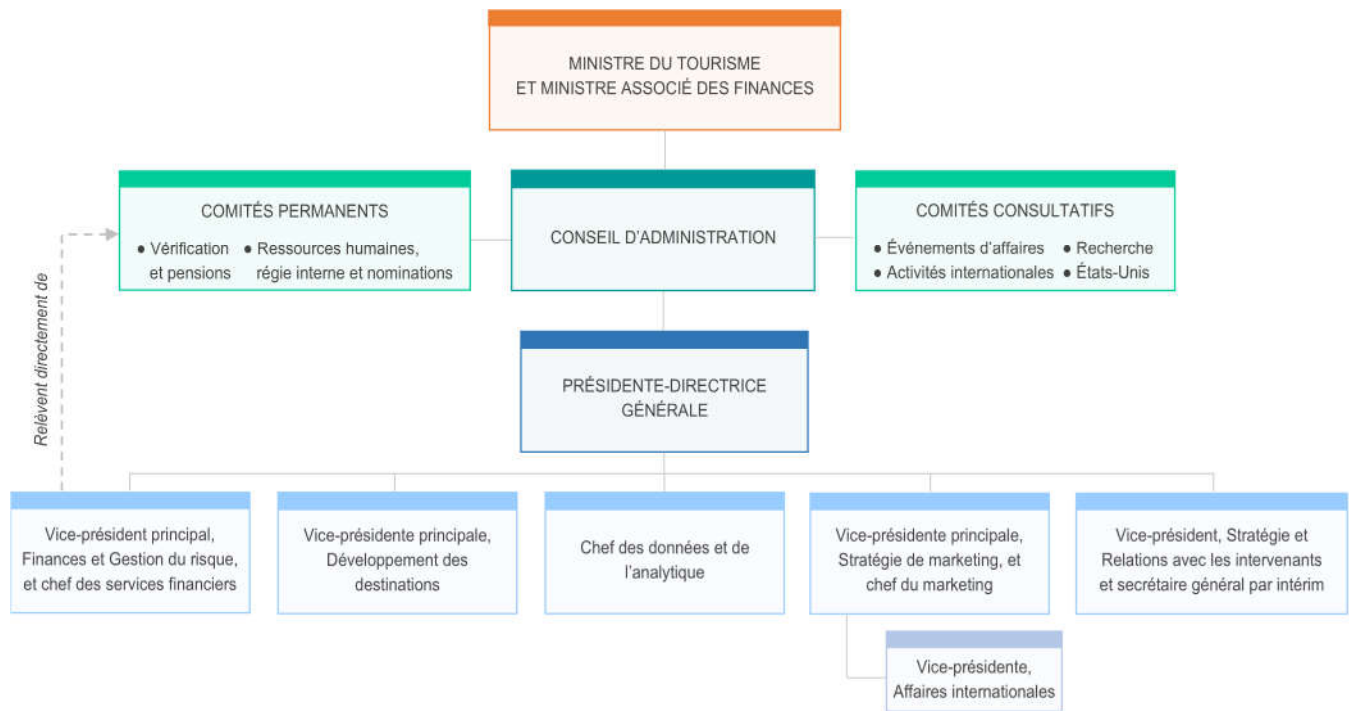 MINISTRE DU TOURISME
ET MINISTRE ASSOCIÉ DES FINANCES
COMITÉS PERMANENTS
● Vérification
et pensions
● Ressources humaines,
régie interne et nominations
CONSEIL D’ADMINISTRATION
COMITÉS CONSULTATIFS
● Événements d’affaires
● Recherche
● Activités internationales
● États-Unis
Relèvent directement de
PRÉSIDENTE-DIRECTRICE
GÉNÉRALE
Vice-président principal,
Finances et Gestion du risque,
et chef des services financiers
Vice-présidente principale,
Développement des
destinations
Chef des données et de
l’analytique
Vice-présidente principale,
Stratégie de marketing, et
chef du marketing
Vice-président, Stratégie et
Relations avec les intervenants
et secrétaire général par intérim
Vice-présidente,
Affaires internationales